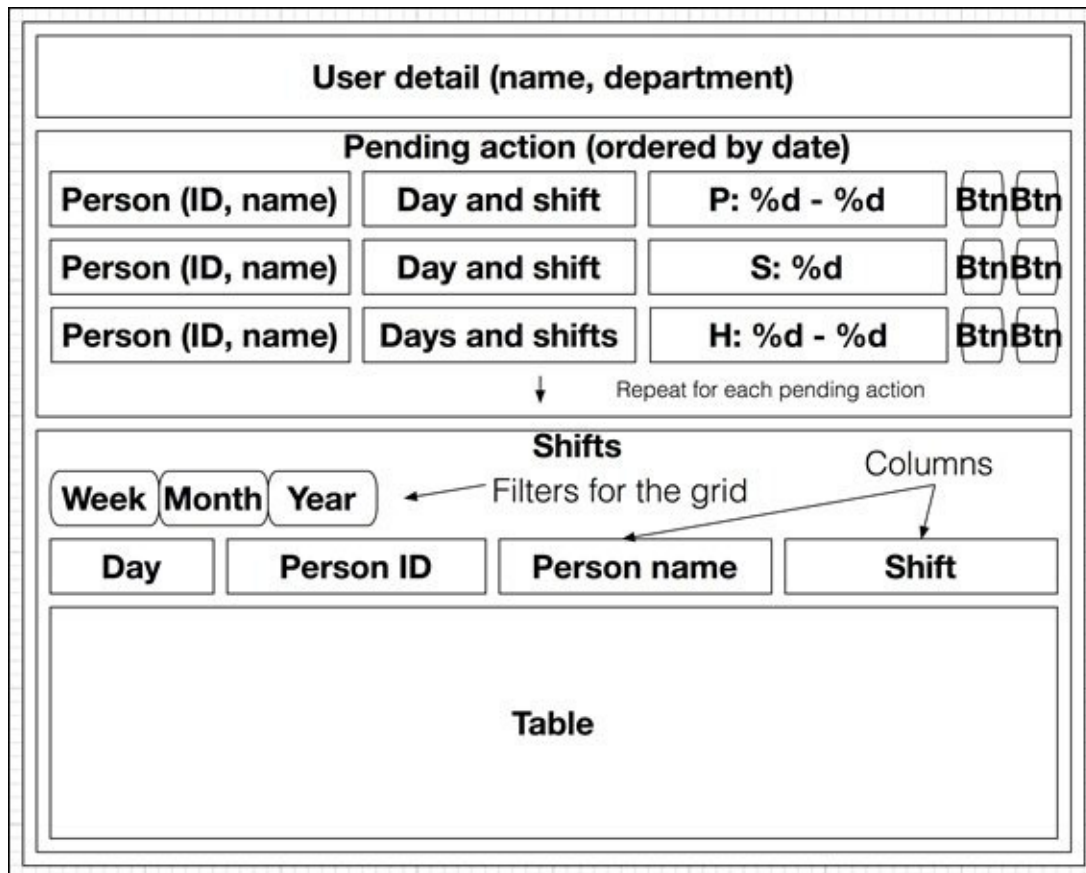 User detail (name, department)
Pending action (ordered by date)
Person (ID, name) Day and shift P: %d - %d Btn Btn
Person (ID, name) Day and shift S: %d Btn Btn
Person (ID, name) Days and shifts H: %d - %d Btn Btn
Repeat for each pending action
Shifts
Columns
Week Month Year Filters for the grid
Day Person ID Person name Shift
Table